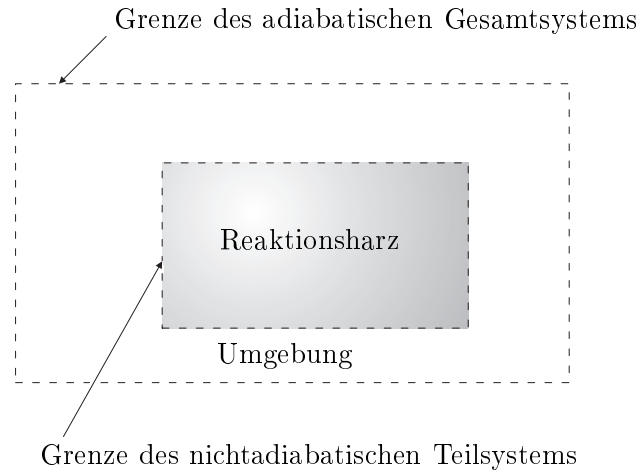 Grenze des adiabatischen Gesamtsystems
Reaktionsharz
Umgebung
Grenze des nichtadiabatischen Teilsystems